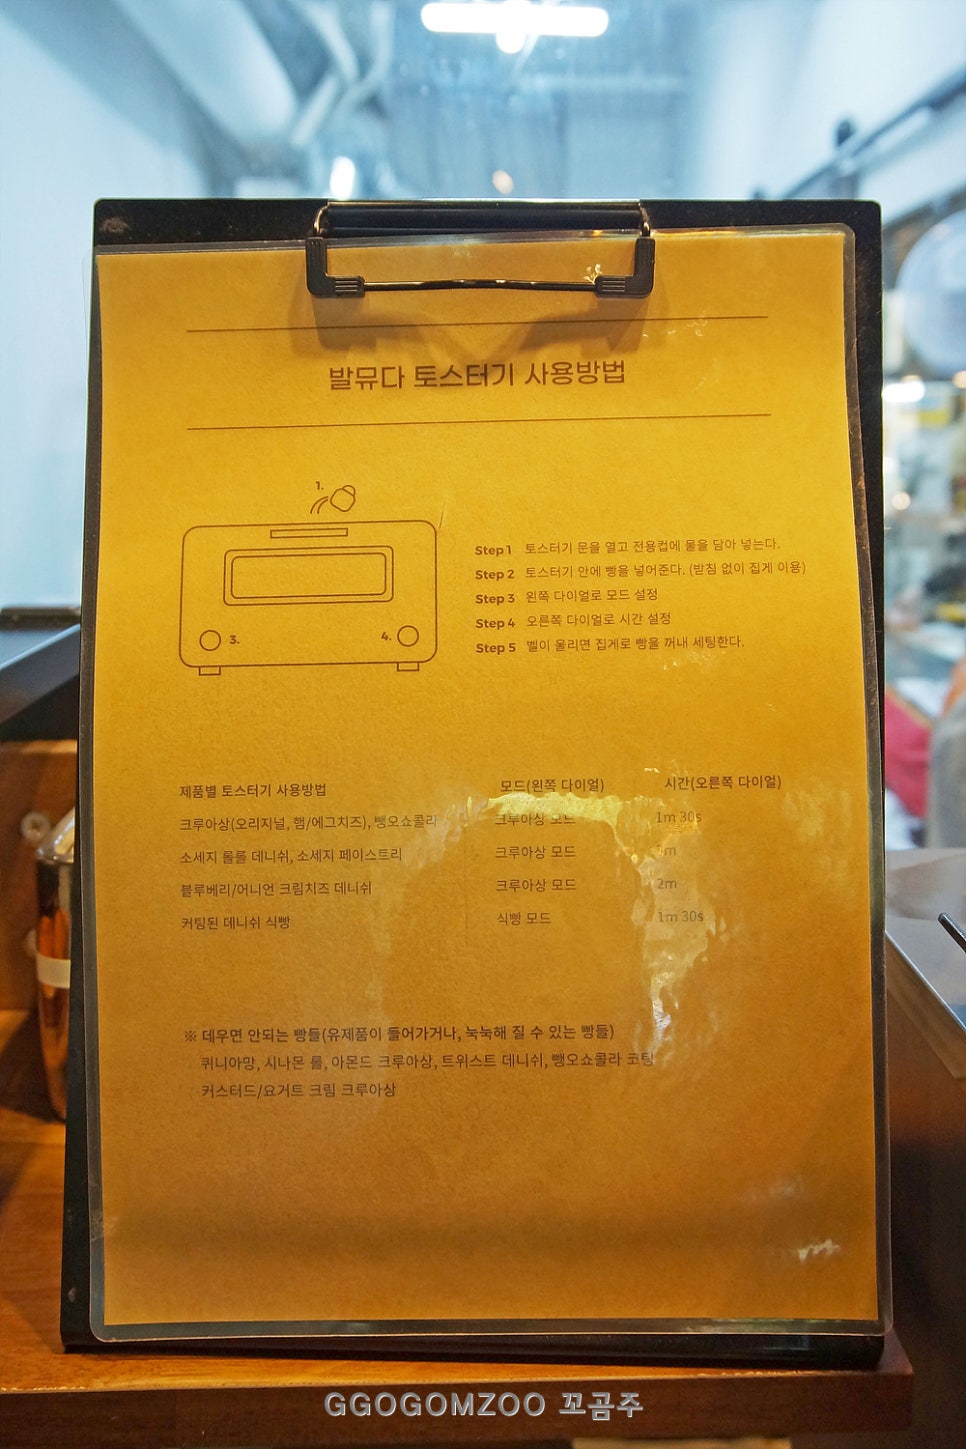 발뮤다 토스터기 사용방법
1.
3.
4.
Step 1 토스터기 문을 열고 전용컵에 물을 담아 넣는다.
Step 2 토스터기 안에 빵을 넣어준다. (받침 없이 집게 이용)
Step 3 왼쪽 다이얼로 모드 설정
Step 4 오른쪽 다이얼로 시간 설정
Step 5 벨이 울리면 집게로 빵을 꺼내 세팅한다.
제품별 토스터기 사용방법 모드(왼쪽 다이얼) 시간(오른쪽 다이얼)
크루아상(오리지널, 햄/에그치즈), 뺑오쇼콜라 크루아상 모드 1m 30s
소세지 롤롤 데니쉬, 소세지 페이스트리 크루아상 모드
블루베리/어니언 크림치즈 데니쉬 크루아상 모드 2m
커팅된 데니쉬 식빵 식빵 모드 1m 30s
※ 데우면 안되는 빵들(유제품이 들어가거나, 눅눅해 질 수 있는 빵들)
퀴니아망, 시나몬 롤, 아몬드 크루아상, 트위스트 데니쉬, 뺑오쇼콜라 코팅
커스터드/요거트 크림 크루아상
GGOGOMZOO 꼬곰주